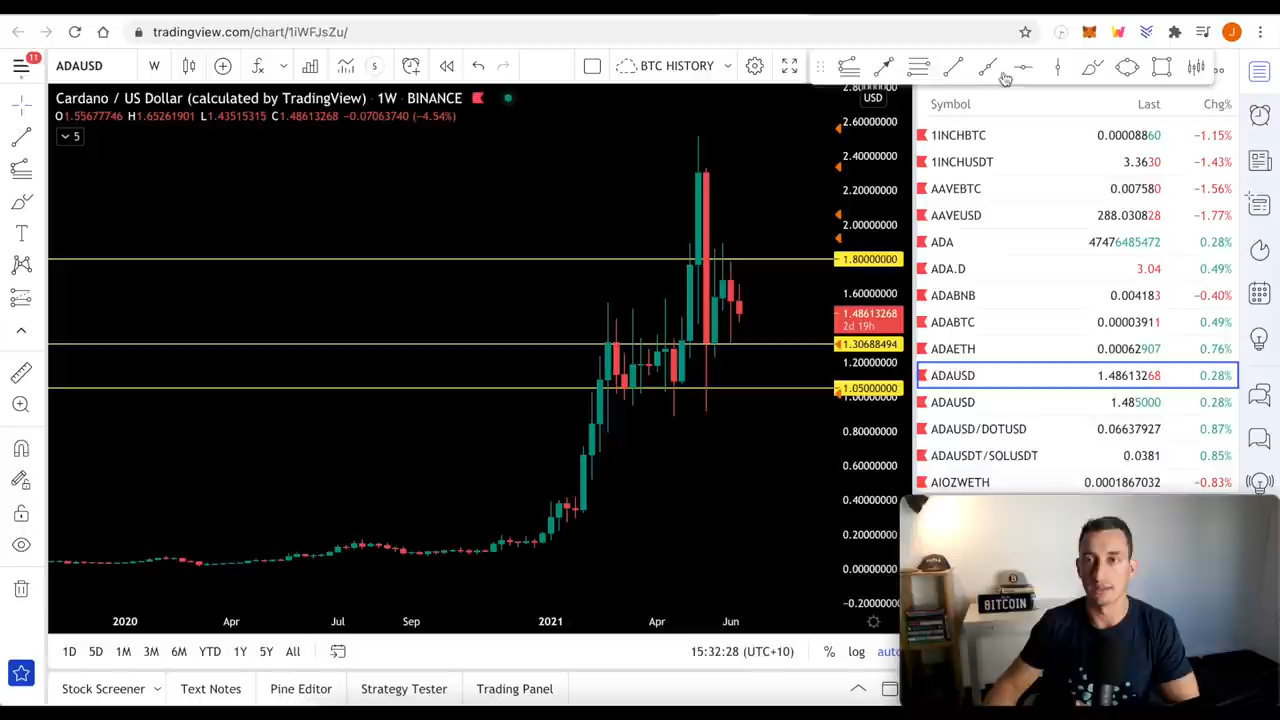 tradingview.com/chart/1iWFJsZu/
J
11
ADAUSD
W
S
BTC HISTORY
Cardano / US Dollar (calculated by TradingView) · 1W · BINANCE
USD
O1.55677746 H1.65261901 L1.43515315 C1.48613268 −0.07063740 (−4.54%)
5
2.60000000
2.40000000
2.20000000
2.00000000
1.80000000
1.60000000
1.48613268
2d 19h
1.30688494
1.20000000
1.05000000
1.00000000
0.80000000
0.60000000
0.40000000
0.20000000
0.00000000
−0.20000000
2020 Apr Jul Sep 2021 Apr Jun
Symbol Last Chg%
1INCHBTC 0.00008860 −1.15%
1INCHUSDT 3.3630 −1.43%
AAVEBTC 0.007580 −1.56%
AAVEUSD 288.030828 −1.77%
ADA 47476485472 0.28%
ADA.D 3.04 0.49%
ADABNB 0.004183 −0.40%
ADABTC 0.00003911 0.49%
ADAETH 0.00062907 0.76%
ADAUSD 1.48613268 0.28%
ADAUSD 1.485000 0.28%
ADAUSD/DOTUSD 0.06637927 0.87%
ADAUSDT/SOLUSDT 0.0381 0.85%
AIOZWETH 0.0001867032 −0.83%
BITCOIN
1D 5D 1M 3M 6M YTD 1Y 5Y All
15:32:28 (UTC+10) % log auto
Stock Screener Text Notes Pine Editor Strategy Tester Trading Panel